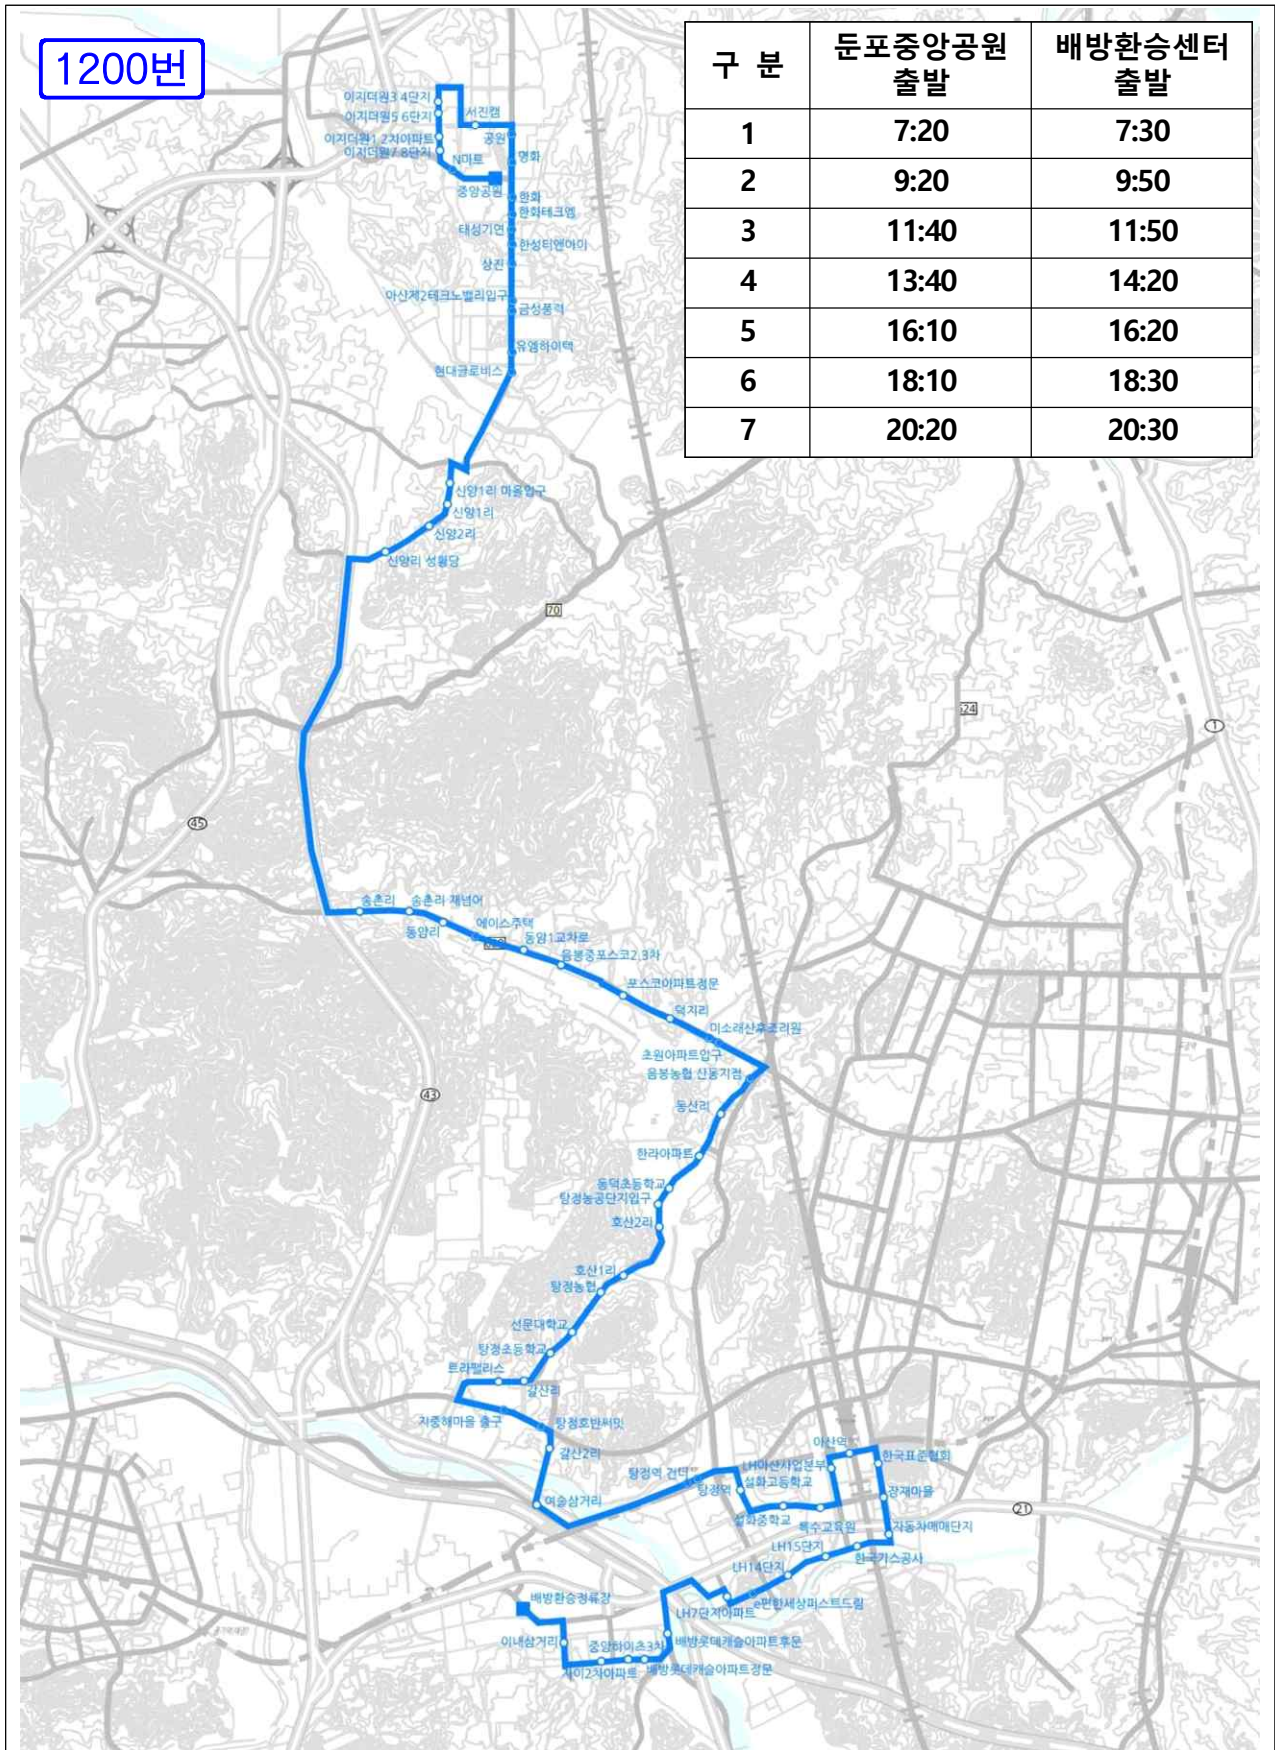 1200번
구 분 둔포중앙공원 출발 배방환승센터 출발
1 7:20 7:30
2 9:20 9:50
3 11:40 11:50
4 13:40 14:20
5 16:10 16:20
6 18:10 18:30
7 20:20 20:30
이지더원3 4단지
이지더원5 6단지
이지더원1 2차아파트
이지더원7 8단지
서진캠
공원
명화
N마트
중앙공원
한화
한화테크엠
태성기연
한성티앤아이
상진
아산제2테크노밸리입구
금성풍력
유엠하이텍
현대글로비스
신양1리 마을입구
신양1리
신양2리
신양리 성황당
70
24
1
45
송촌리
송촌리 재넘어
동암리
에이스주택
동암1교차로
음봉중포스코2,3차
포스코아파트정문
덕지리
미소래산후조리원
초원아파트입구
음봉농협 산동지점
43
동산리
한라아파트
동덕초등학교
탕정농공단지입구
호산2리
호산1리
탕정농협
선문대학교
탕정초등학교
트라팰리스
갈산리
지중해마을 출구
탕정호반써밋
갈산2리
여술삼거리
탕정역 건너
탕정역
아산역
LH아산사업본부
한국표준협회
설화고등학교
장재마을
설화중학교
특수교육원
21
자동차매매단지
LH15단지
한국가스공사
LH14단지
e편한세상퍼스트드림
LH7단지아파트
배방환승정류장
이내삼거리
중앙하이츠3차
배방롯데캐슬아파트후문
자이2차아파트
배방롯데캐슬아파트정문